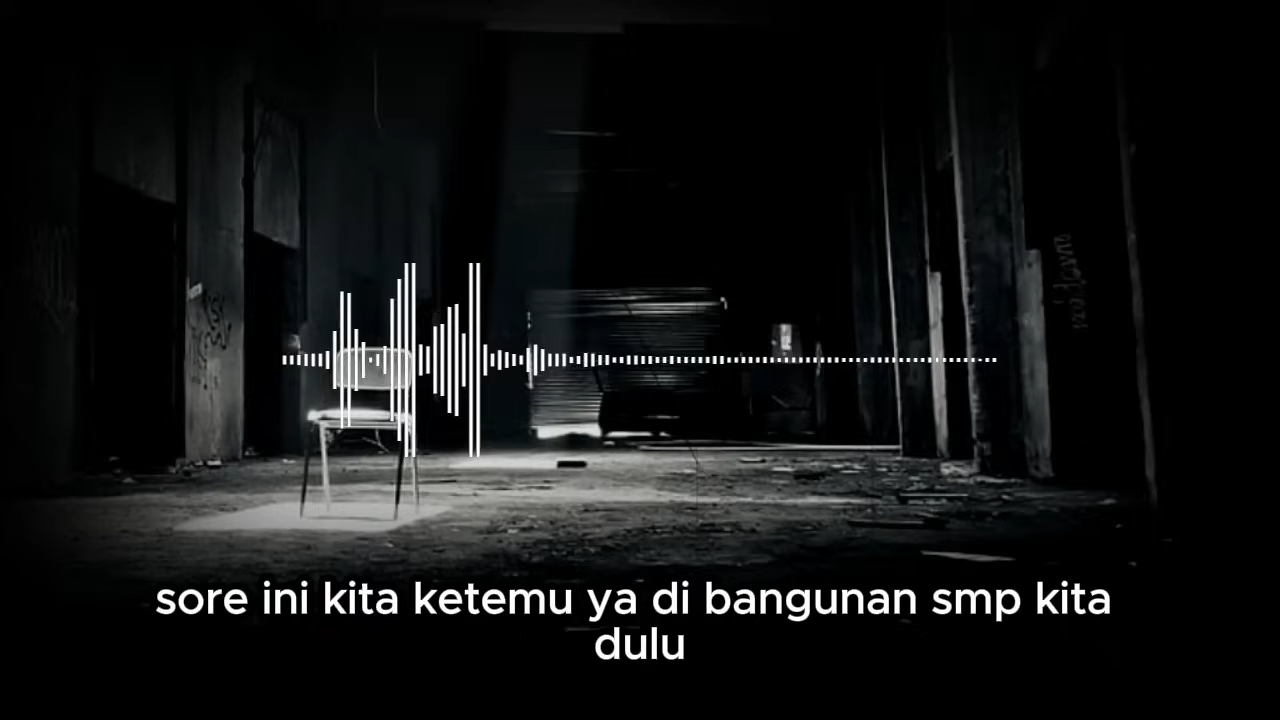 sore ini kita ketemu ya di bangunan smp kita
dulu